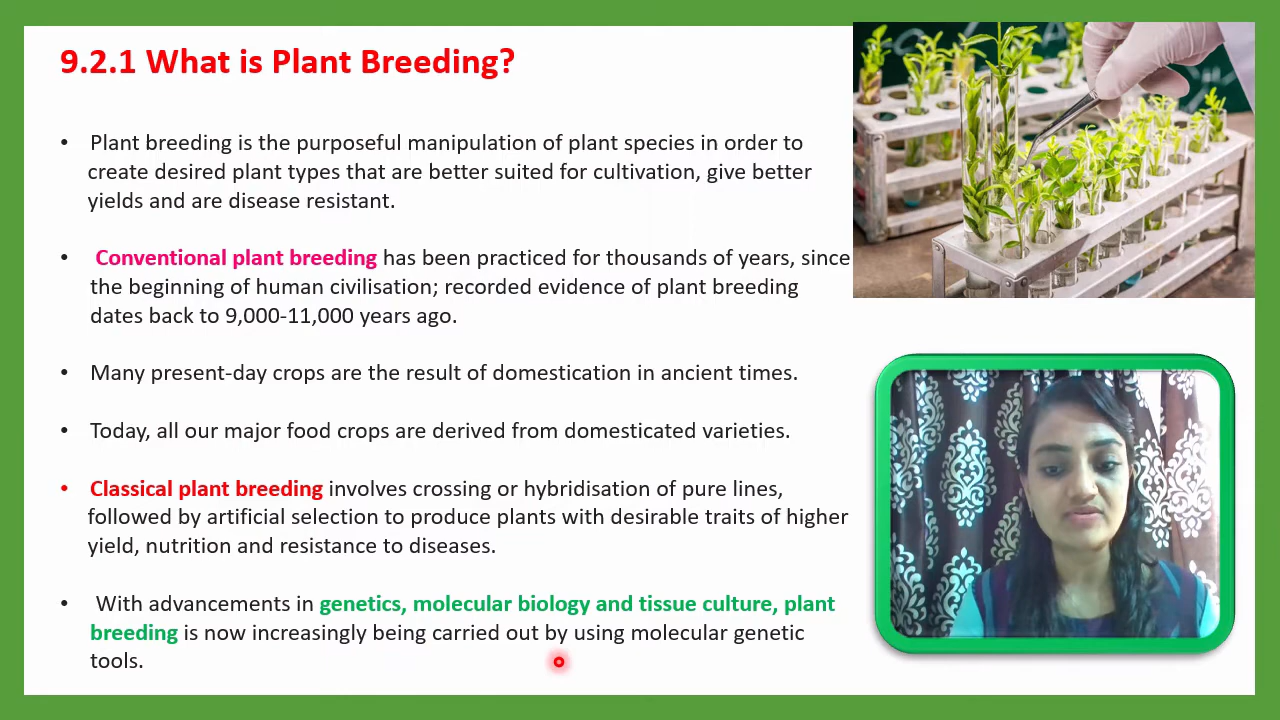 9.2.1 What is Plant Breeding?
• Plant breeding is the purposeful manipulation of plant species in order to
create desired plant types that are better suited for cultivation, give better
yields and are disease resistant.
• Conventional plant breeding has been practiced for thousands of years, since
the beginning of human civilisation; recorded evidence of plant breeding
dates back to 9,000-11,000 years ago.
• Many present-day crops are the result of domestication in ancient times.
• Today, all our major food crops are derived from domesticated varieties.
• Classical plant breeding involves crossing or hybridisation of pure lines,
followed by artificial selection to produce plants with desirable traits of higher
yield, nutrition and resistance to diseases.
• With advancements in genetics, molecular biology and tissue culture, plant
breeding is now increasingly being carried out by using molecular genetic
tools.